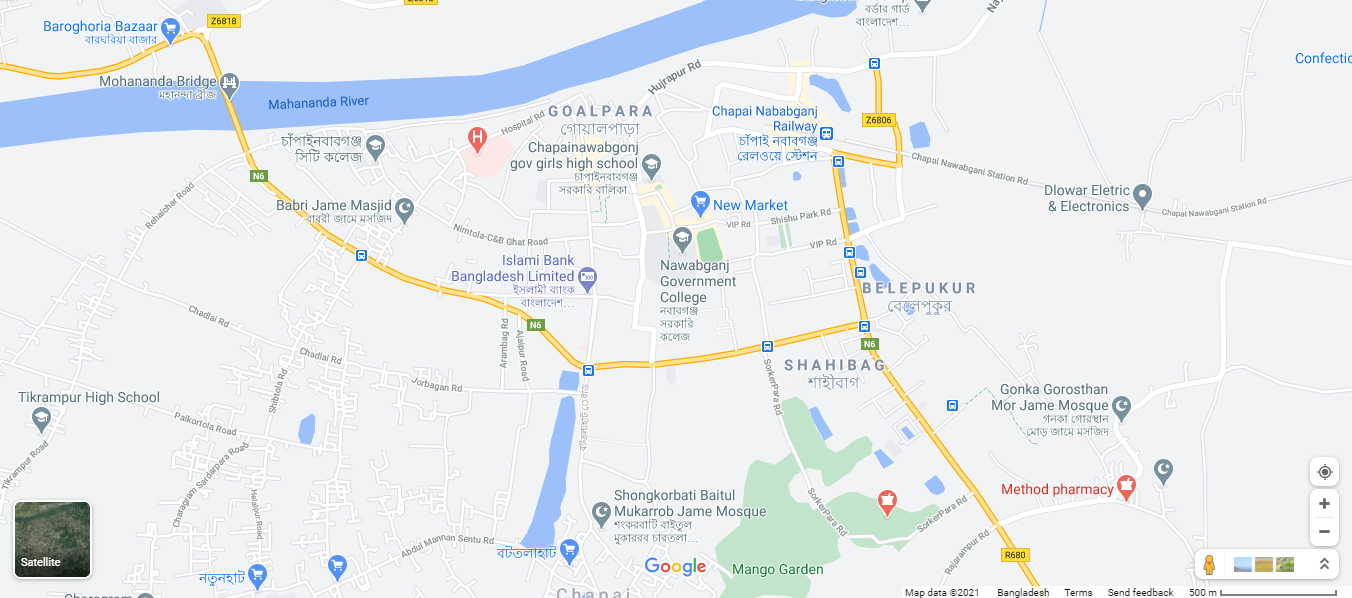 Z6818
Baroghoria Bazaar
বারঘরিয়া বাজার
বর্ডার গার্ড
বাংলাদেশ...
Confectio
Mohananda Bridge
মহানন্দা ব্রীজ
Mahananda River
Hujrapur Rd
GOALPARA
গোয়ালপাড়া
Hospital Rd
H
Chapai Nababganj
Railway
চাঁপাই নবাবগঞ্জ
রেলওয়ে স্টেশন
Z6806
চাঁপাইনবাবগঞ্জ
সিটি কলেজ
Chapainawabgonj
gov girls high school
চাপাইনবাবগঞ্জ
সরকারি বালিকা...
Chapai Nawabganj Station Rd
N6
Rehaichar Road
Dlowar Eletric
& Electronics
Chapai Nawabganj Station Rd
Babri Jame Masjid
বাবরী জামে মসজিদ
New Market
VIP Rd
Shishu Park Rd
VIP Rd
Nimtola-C&B Ghat Road
Islami Bank
Bangladesh Limited
ইসলামী ব্যাংক
বাংলাদেশ...
Nawabganj
Government
College
নবাবগঞ্জ
সরকারি
কলেজ
BELEPUKUR
বেলেপুকুর
Chadlai Rd
N6
Arambag Rd
Ajaipur Road
N6
Chadlai Rd
SHAHIBAG
শাহীবাগ
SorkerPara Rd
Jorbagan Rd
Shibtola Rd
Tikrampur High School
Gonka Gorosthan
Mor Jame Mosque
গনকা গোরস্থান
মোড় জামে মসজিদ
Paikortola Road
Tikrampur Road
Charagram Sardarpara Road
Helalpur Road
Method pharmacy
Shongkorbati Baitul
Mukarrob Jame Mosque
শংকরবাটি বাইতুল
মুকাররব চারতলা...
SorkerPara Rd
SorkerPara Rd
Rajarampur Rd
R680
Abdul Mannan Sentu Rd
বটতলাহাট
নতুনহাট
Mango Garden
Satellite
Google
Chapai
Map data ©2021
Bangladesh
Terms
Send feedback
500 m